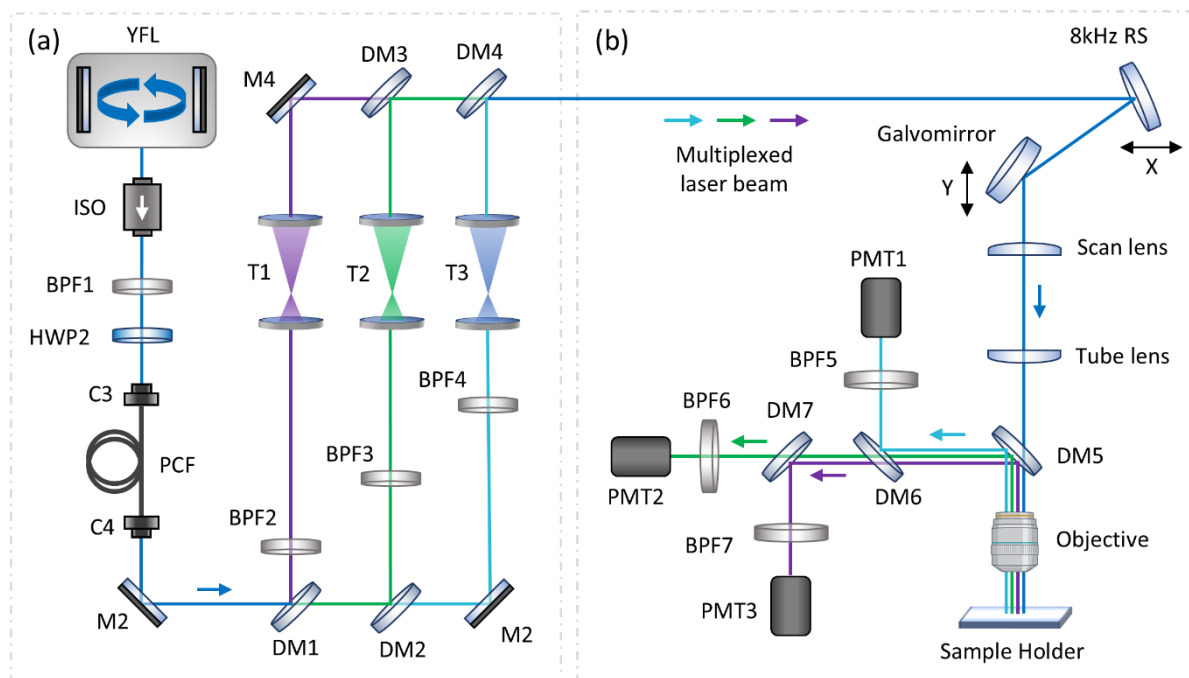 (a)
YFL
ISO
BPF1
HWP2
C3
PCF
C4
M2
M4
DM3
DM4
T1
T2
T3
BPF4
BPF3
BPF2
DM1
DM2
M2
(b)
8kHz RS
Multiplexed
laser beam
Galvomirror
X
Y
Scan lens
PMT1
Tube lens
BPF5
BPF6
DM7
DM5
PMT2
DM6
BPF7
Objective
PMT3
Sample Holder